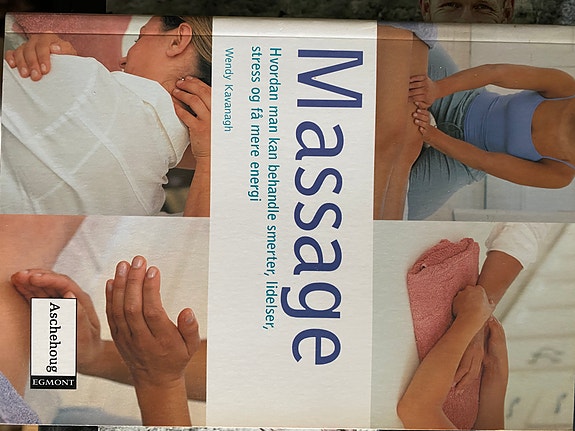 Massage
Hvordan man kan behandle smerter, lidelser,
stress og få mere energi
Wendy Kavanagh
Aschehoug
EGMONT